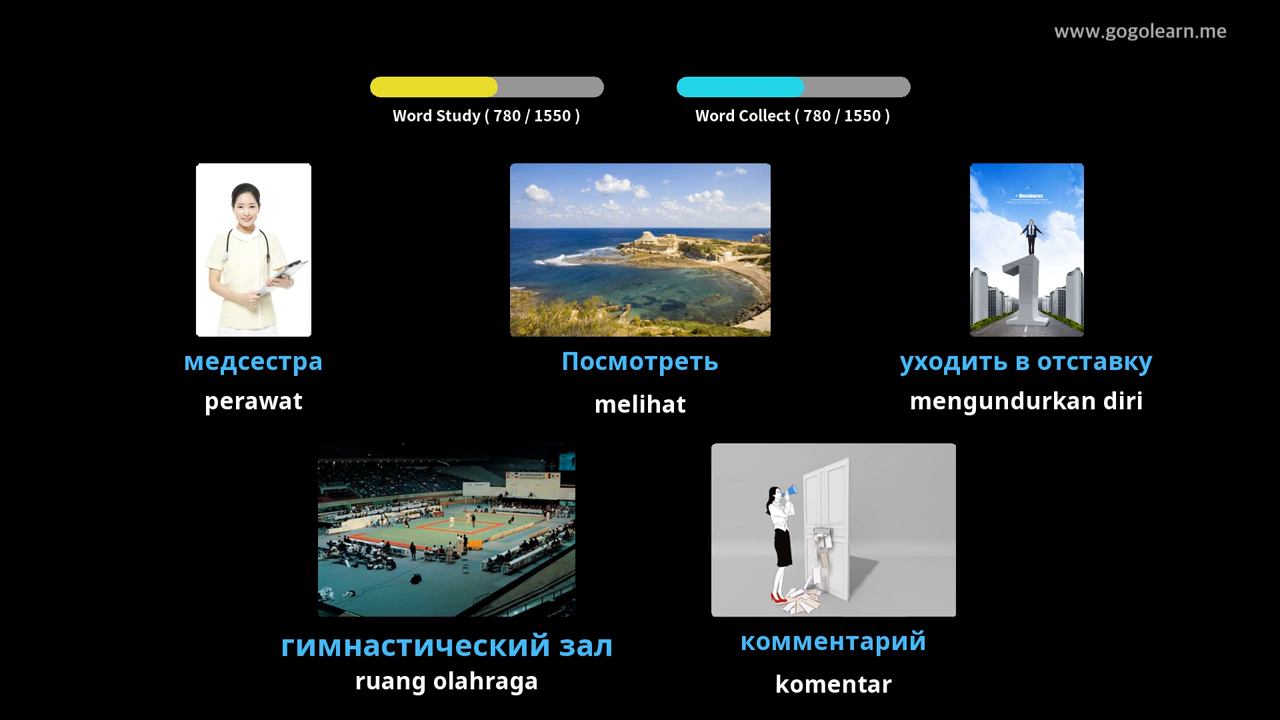 www.gogolearn.me
Word Study ( 780 / 1550 )
Word Collect ( 780 / 1550 )
медсестра
Посмотреть
уходить в отставку
perawat
melihat
mengundurkan diri
гимнастический зал
комментарий
ruang olahraga
komentar